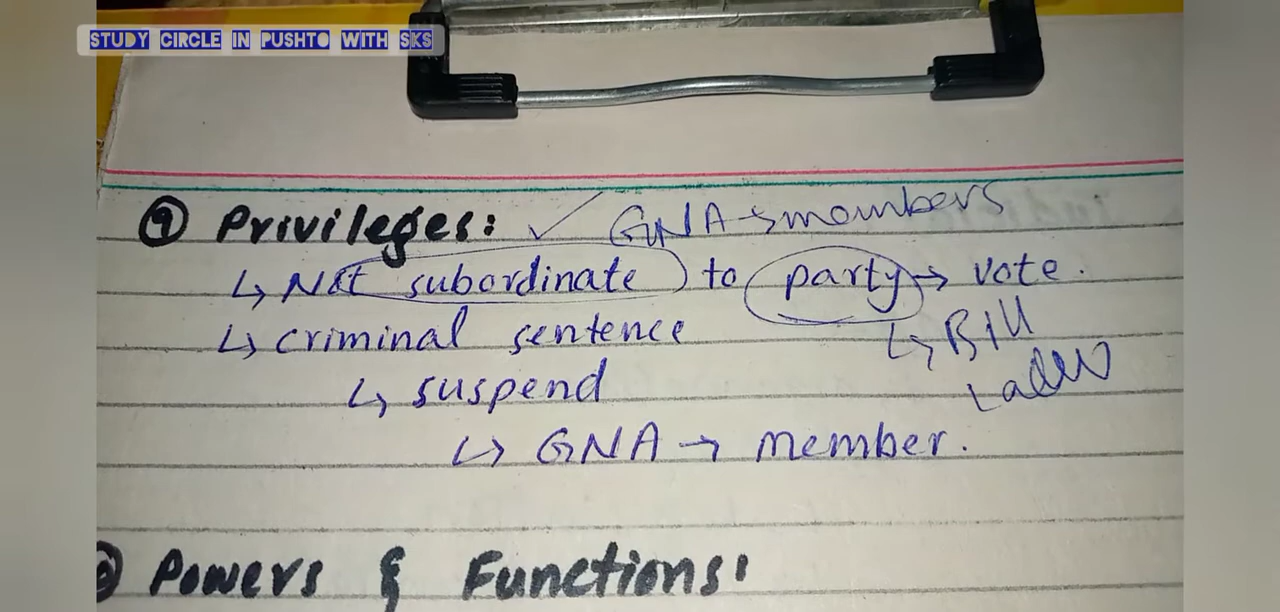 STUDY CIRCLE IN PUSHTO WITH SKS
9 Privileges: ✓ GNA → members
↳ Not subordinate to party → vote.
↳ criminal sentence ↳ Bill
↳ suspend
↳ GNA → member.
Powers & Functions: